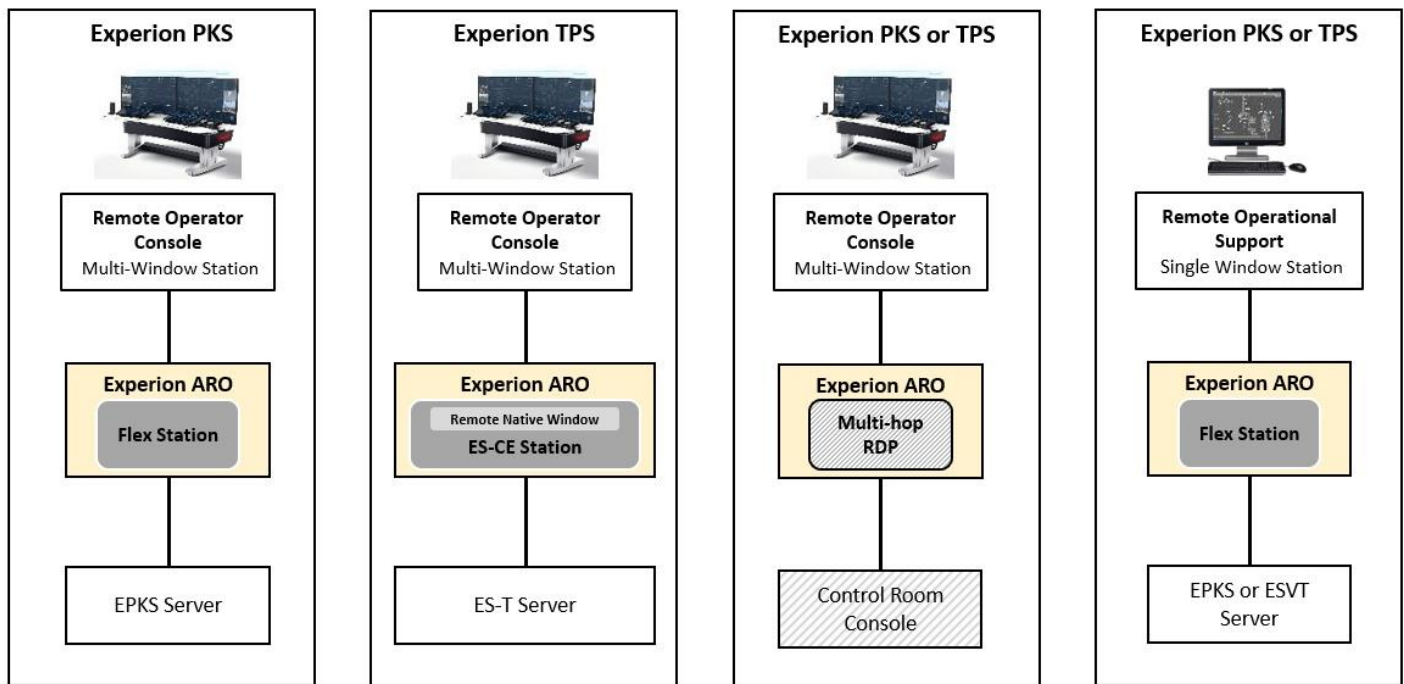 Experion PKS
Remote Operator
Console
Multi-Window Station
Experion ARO
Flex Station
EPKS Server
Experion TPS
Remote Operator
Console
Multi-Window Station
Experion ARO
Remote Native Window
ES-CE Station
ES-T Server
Experion PKS or TPS
Remote Operator
Console
Multi-Window Station
Experion ARO
Multi-hop
RDP
Control Room
Console
Experion PKS or TPS
Remote Operational
Support
Single Window Station
Experion ARO
Flex Station
EPKS or ESVT
Server